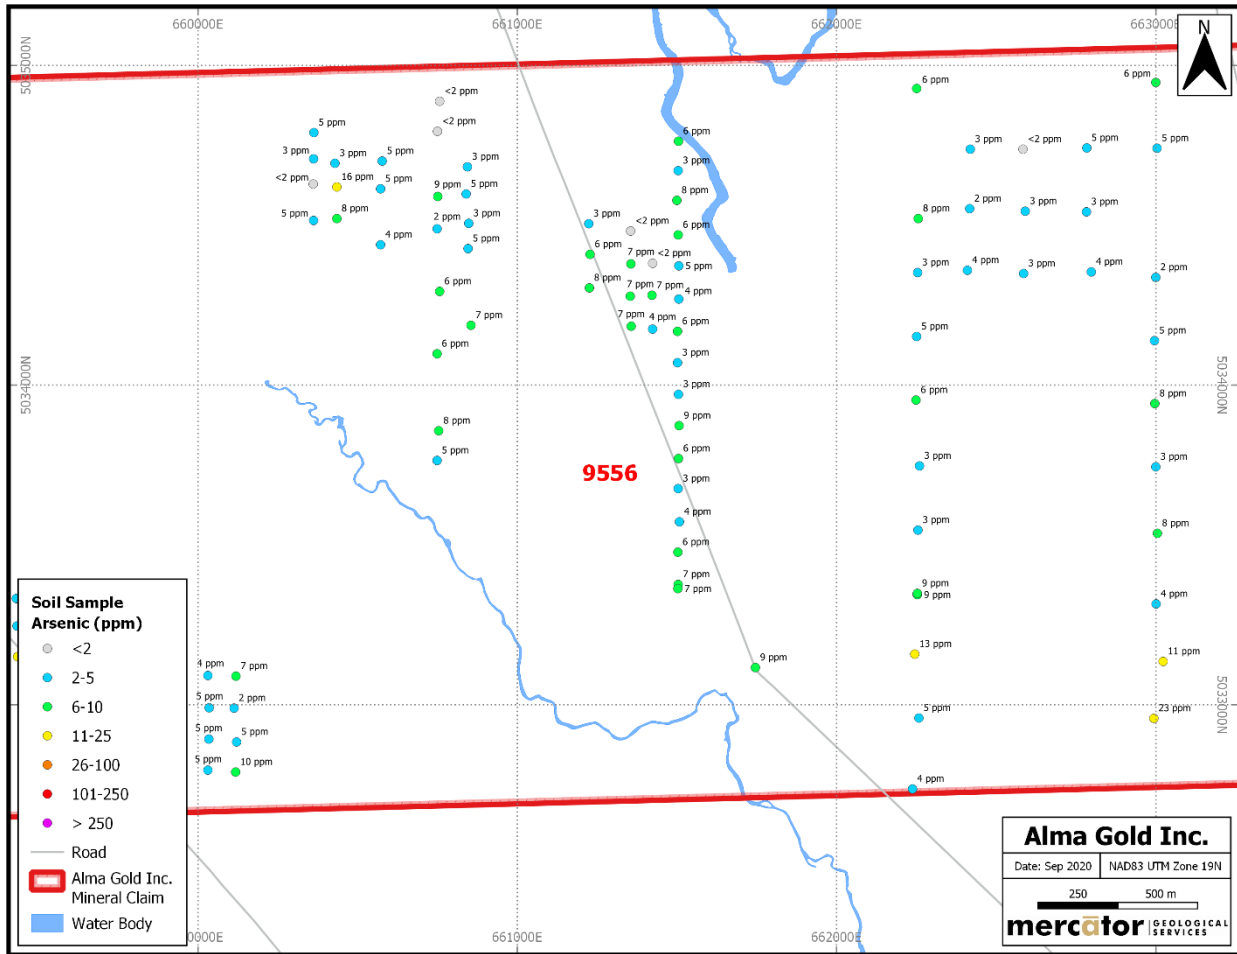 660000E 661000E 662000E 663000E
N
5035000N
6 ppm 6 ppm
<2 ppm
<2 ppm
5 ppm 6 ppm
3 ppm <2 ppm 5 ppm 5 ppm
3 ppm 3 ppm 5 ppm 3 ppm 3 ppm
<2 ppm 16 ppm 5 ppm 9 ppm 5 ppm 8 ppm
2 ppm 3 ppm 3 ppm
5 ppm 8 ppm 2 ppm 3 ppm 3 ppm <2 ppm 6 ppm 8 ppm
4 ppm 5 ppm 6 ppm 7 ppm <2 ppm 5 ppm
3 ppm 4 ppm 3 ppm 4 ppm 2 ppm
6 ppm 8 ppm 7 ppm 7 ppm 4 ppm
7 ppm 7 ppm 4 ppm 6 ppm 5 ppm 5 ppm
6 ppm 3 ppm
5034000N 5034000N
3 ppm 6 ppm 8 ppm
8 ppm 9 ppm
5 ppm 6 ppm 3 ppm 3 ppm
9556
3 ppm
4 ppm 3 ppm 8 ppm
6 ppm
7 ppm
7 ppm 9 ppm
9 ppm 4 ppm
13 ppm 11 ppm
9 ppm
4 ppm 7 ppm
5 ppm 2 ppm 5 ppm 23 ppm
5033000N
5 ppm 5 ppm
5 ppm 10 ppm
4 ppm
Soil Sample
Arsenic (ppm)
<2
2-5
6-10
11-25
26-100
101-250
> 250
Road
Alma Gold Inc.
Mineral Claim
Water Body
Alma Gold Inc.
Date: Sep 2020 NAD83 UTM Zone 19N
250 500 m
mercātor GEOLOGICAL
SERVICES
661000E 662000E